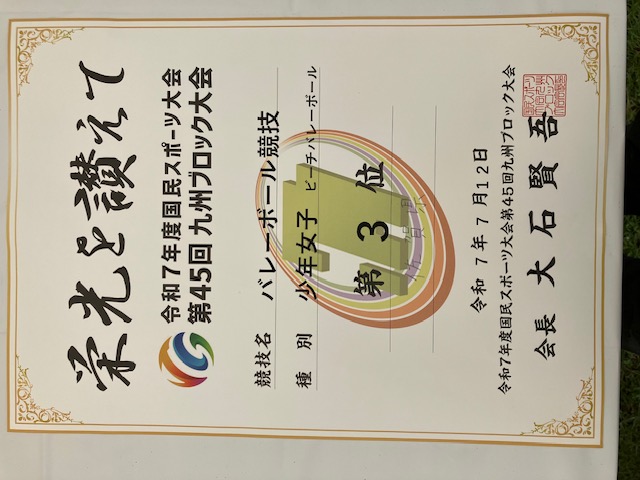 栄光を讃えて
令和7年度国民スポーツ大会
第45回 九州ブロック大会
競技名 バレーボール競技
種別 少年女子 ビーチバレーボール
第3位
佐賀県
令和7年7月12日
令和7年度国民スポーツ大会第45回九州ブロック大会
会長 大石賢吾